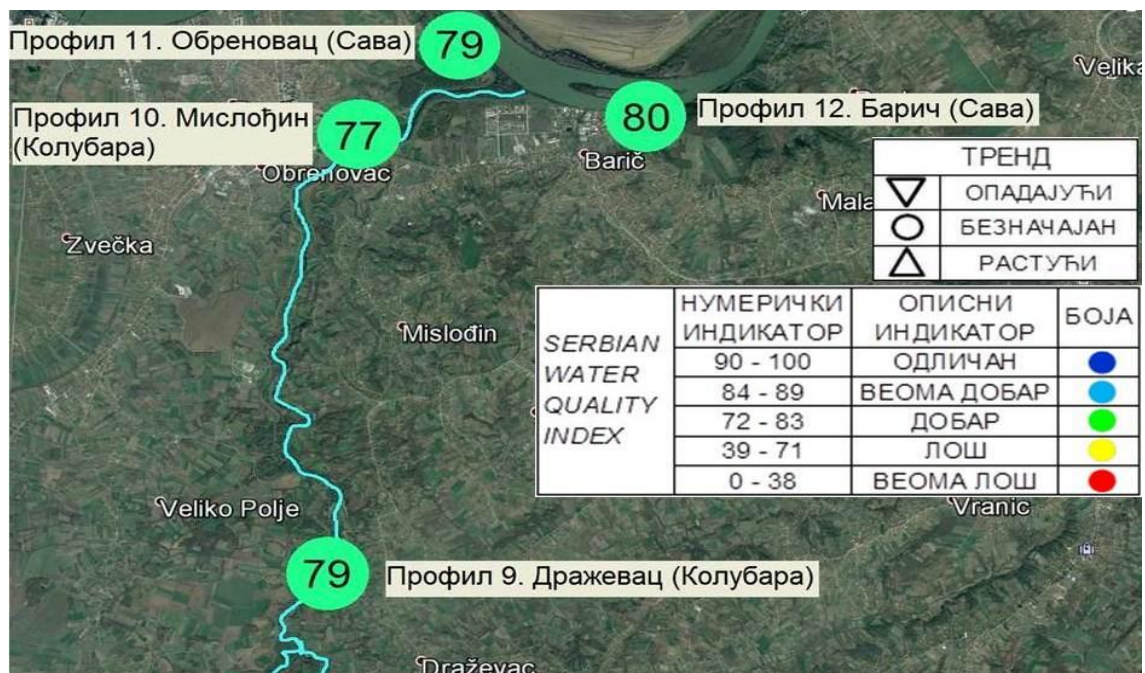 Профил 11. Обреновац (Сава)
79
Velika
Профил 10. Мислођин
(Колубара)
77
80
Профил 12. Барич (Сава)
Obrenovac
Barič
Mala
ТРЕНД
ОПАДАЈУЋИ
БЕЗНАЧАЈАН
РАСТУЋИ
Zvečka
Mislođin
SERBIAN
WATER
QUALITY
INDEX
НУМЕРИЧКИ
ИНДИКАТОР
ОПИСНИ
ИНДИКАТОР
БОЈА
90 - 100 ОДЛИЧАН
84 - 89 ВЕОМА ДОБАР
72 - 83 ДОБАР
39 - 71 ЛОШ
0 - 38 ВЕОМА ЛОШ
Veliko Polje
Vranic
79
Профил 9. Дражевац (Колубара)
Draževac